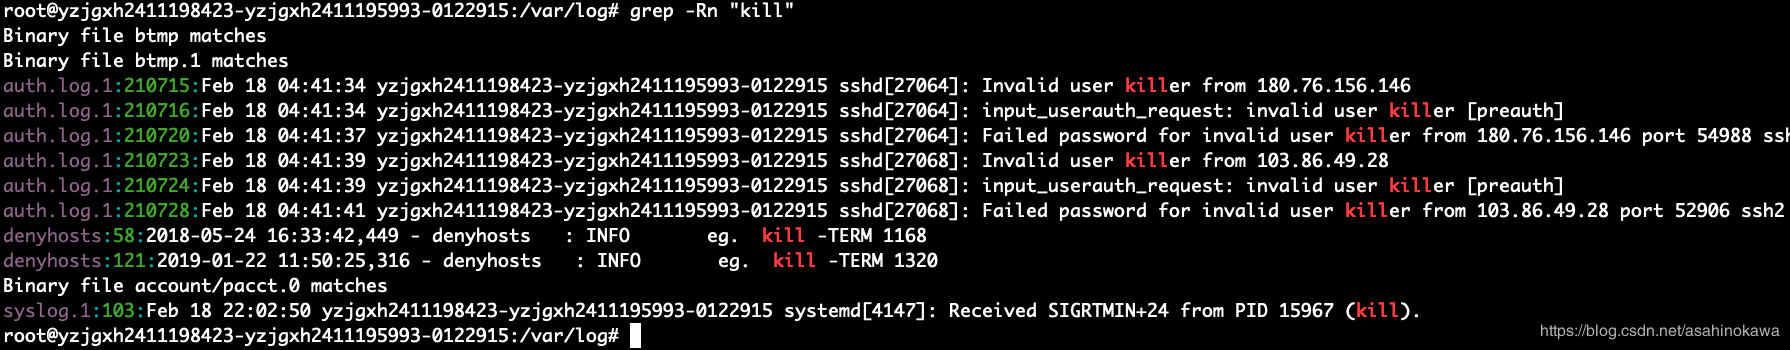 root@yzjgxh2411198423-yzjgxh2411195993-0122915:/var/log# grep -Rn "kill"
Binary file btmp matches
Binary file btmp.1 matches
auth.log.1:210715:Feb 18 04:41:34 yzjgxh2411198423-yzjgxh2411195993-0122915 sshd[27064]: Invalid user killer from 180.76.156.146
auth.log.1:210716:Feb 18 04:41:34 yzjgxh2411198423-yzjgxh2411195993-0122915 sshd[27064]: input_userauth_request: invalid user killer [preauth]
auth.log.1:210720:Feb 18 04:41:37 yzjgxh2411198423-yzjgxh2411195993-0122915 sshd[27064]: Failed password for invalid user killer from 180.76.156.146 port 54988 ssh
auth.log.1:210723:Feb 18 04:41:39 yzjgxh2411198423-yzjgxh2411195993-0122915 sshd[27068]: Invalid user killer from 103.86.49.28
auth.log.1:210724:Feb 18 04:41:39 yzjgxh2411198423-yzjgxh2411195993-0122915 sshd[27068]: input_userauth_request: invalid user killer [preauth]
auth.log.1:210728:Feb 18 04:41:41 yzjgxh2411198423-yzjgxh2411195993-0122915 sshd[27068]: Failed password for invalid user killer from 103.86.49.28 port 52906 ssh2
denyhosts:58:2018-05-24 16:33:42,449 - denyhosts   : INFO       eg.  kill -TERM 1168
denyhosts:121:2019-01-22 11:50:25,316 - denyhosts   : INFO       eg.  kill -TERM 1320
Binary file account/pacct.0 matches
syslog.1:103:Feb 18 22:02:50 yzjgxh2411198423-yzjgxh2411195993-0122915 systemd[4147]: Received SIGRTMIN+24 from PID 15967 (kill).
root@yzjgxh2411198423-yzjgxh2411195993-0122915:/var/log#
https://blog.csdn.net/asahinokawa